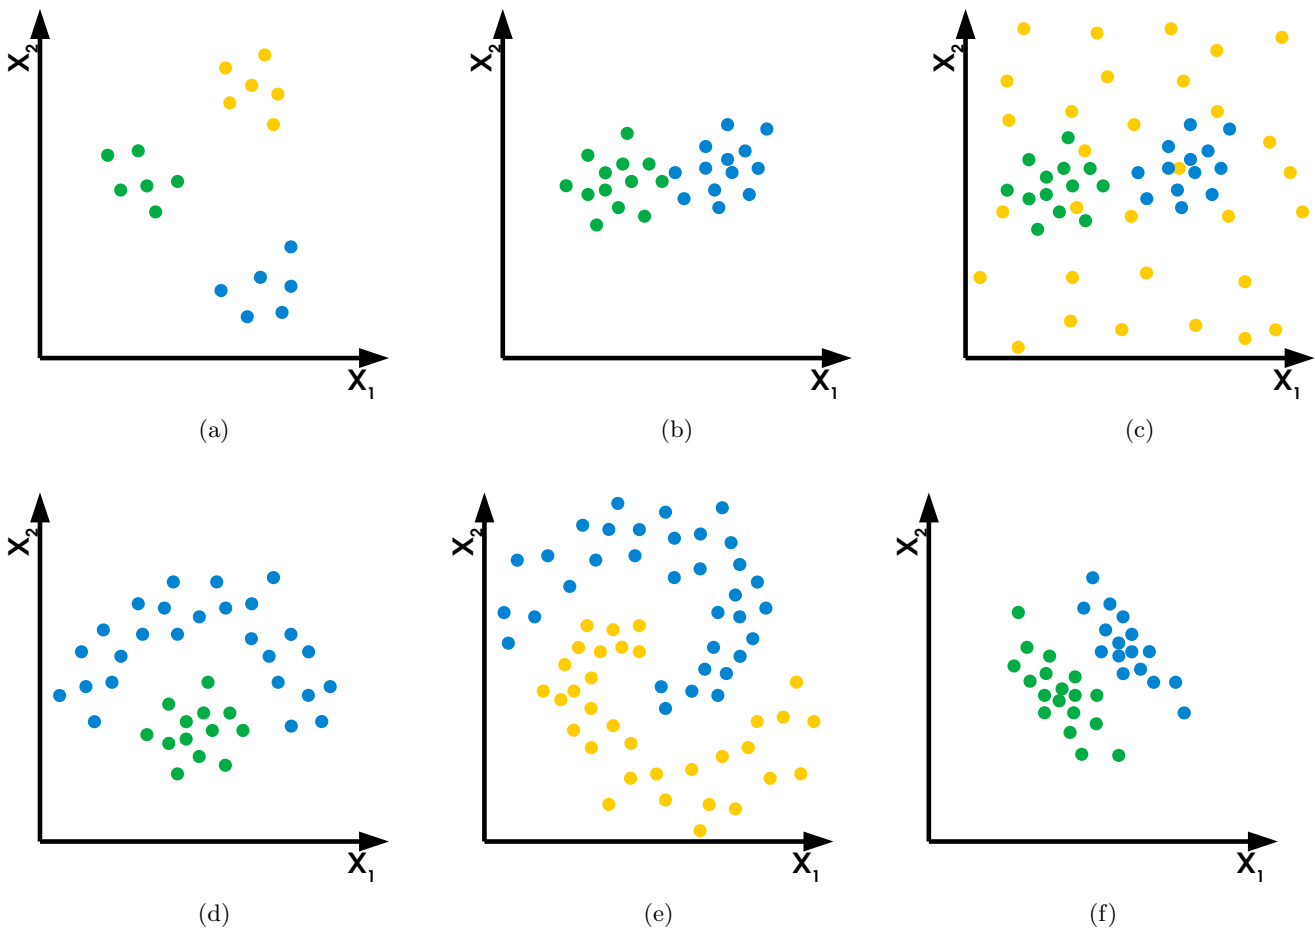 X₂ X₂ X₂
X₁ X₁ X₁
(a) (b) (c)
X₂ X₂ X₂
X₁ X₁ X₁
(d) (e) (f)